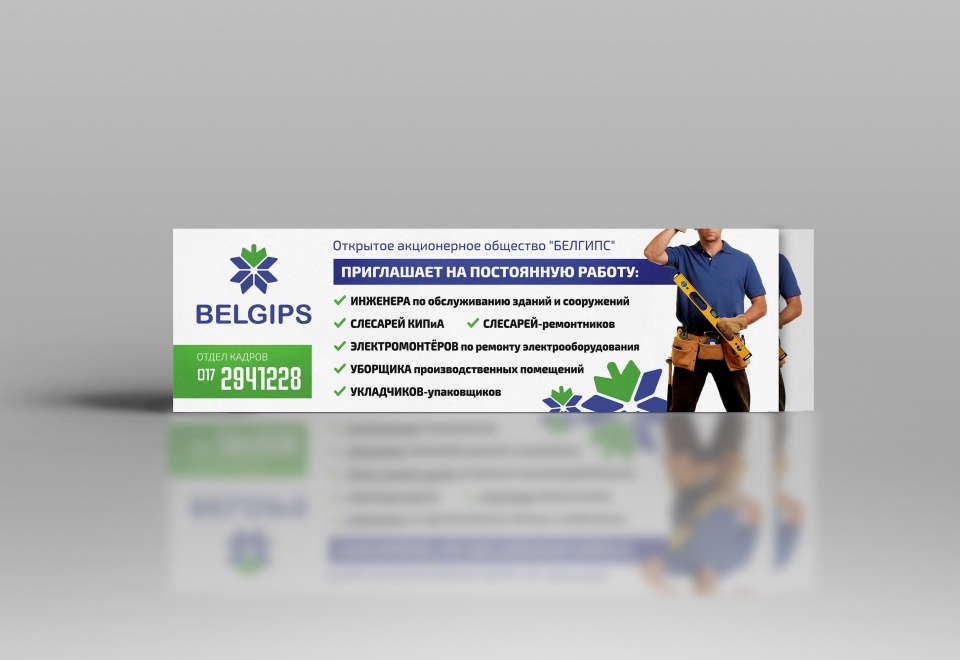 BELGIPS
ОТДЕЛ КАДРОВ
017 2941228
Открытое акционерное общество "БЕЛГИПС"
ПРИГЛАШАЕТ НА ПОСТОЯННУЮ РАБОТУ:
ИНЖЕНЕРА по обслуживанию зданий и сооружений
СЛЕСАРЕЙ КИПиА СЛЕСАРЕЙ-ремонтников
ЭЛЕКТРОМОНТЁРОВ по ремонту электрооборудования
УБОРЩИКА производственных помещений
УКЛАДЧИКОВ-упаковщиков